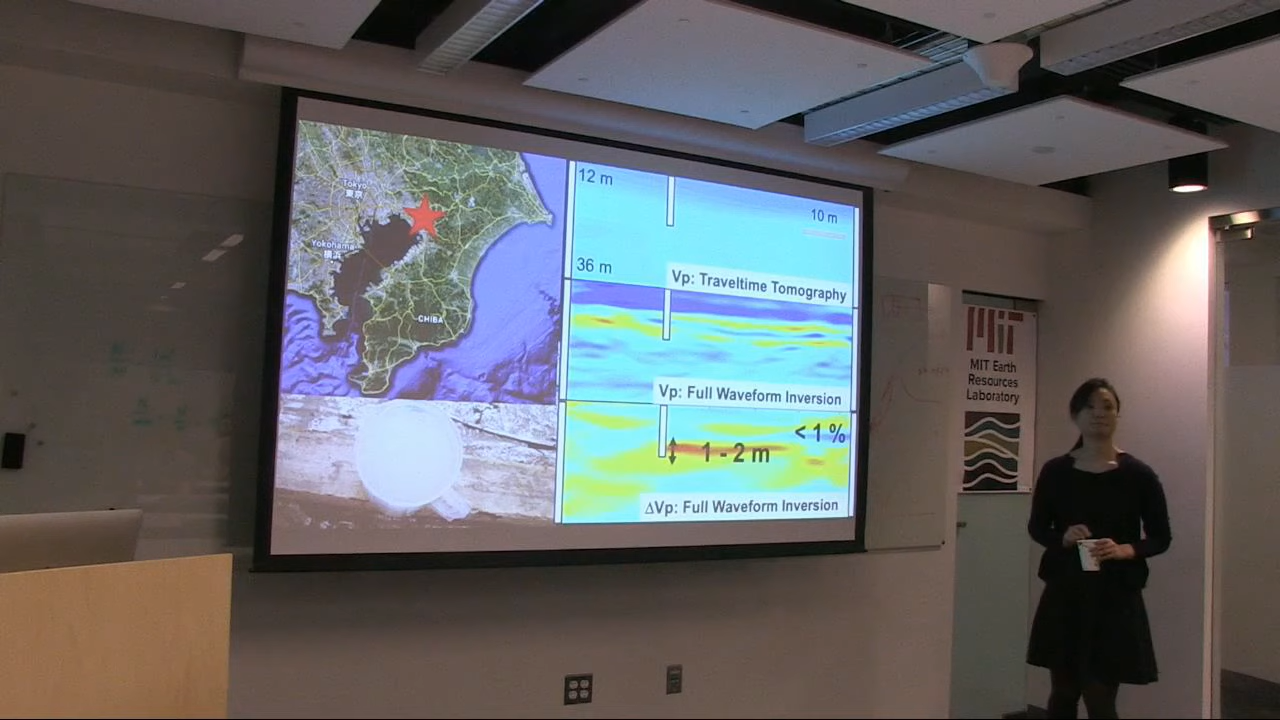 Tokyo
東京
Yokohama
横浜
CHIBA
12 m
10 m
36 m
Vp: Traveltime Tomography
Vp: Full Waveform Inversion
<1 %
1 - 2 m
ΔVp: Full Waveform Inversion
MIT
MIT Earth
Resources
Laboratory